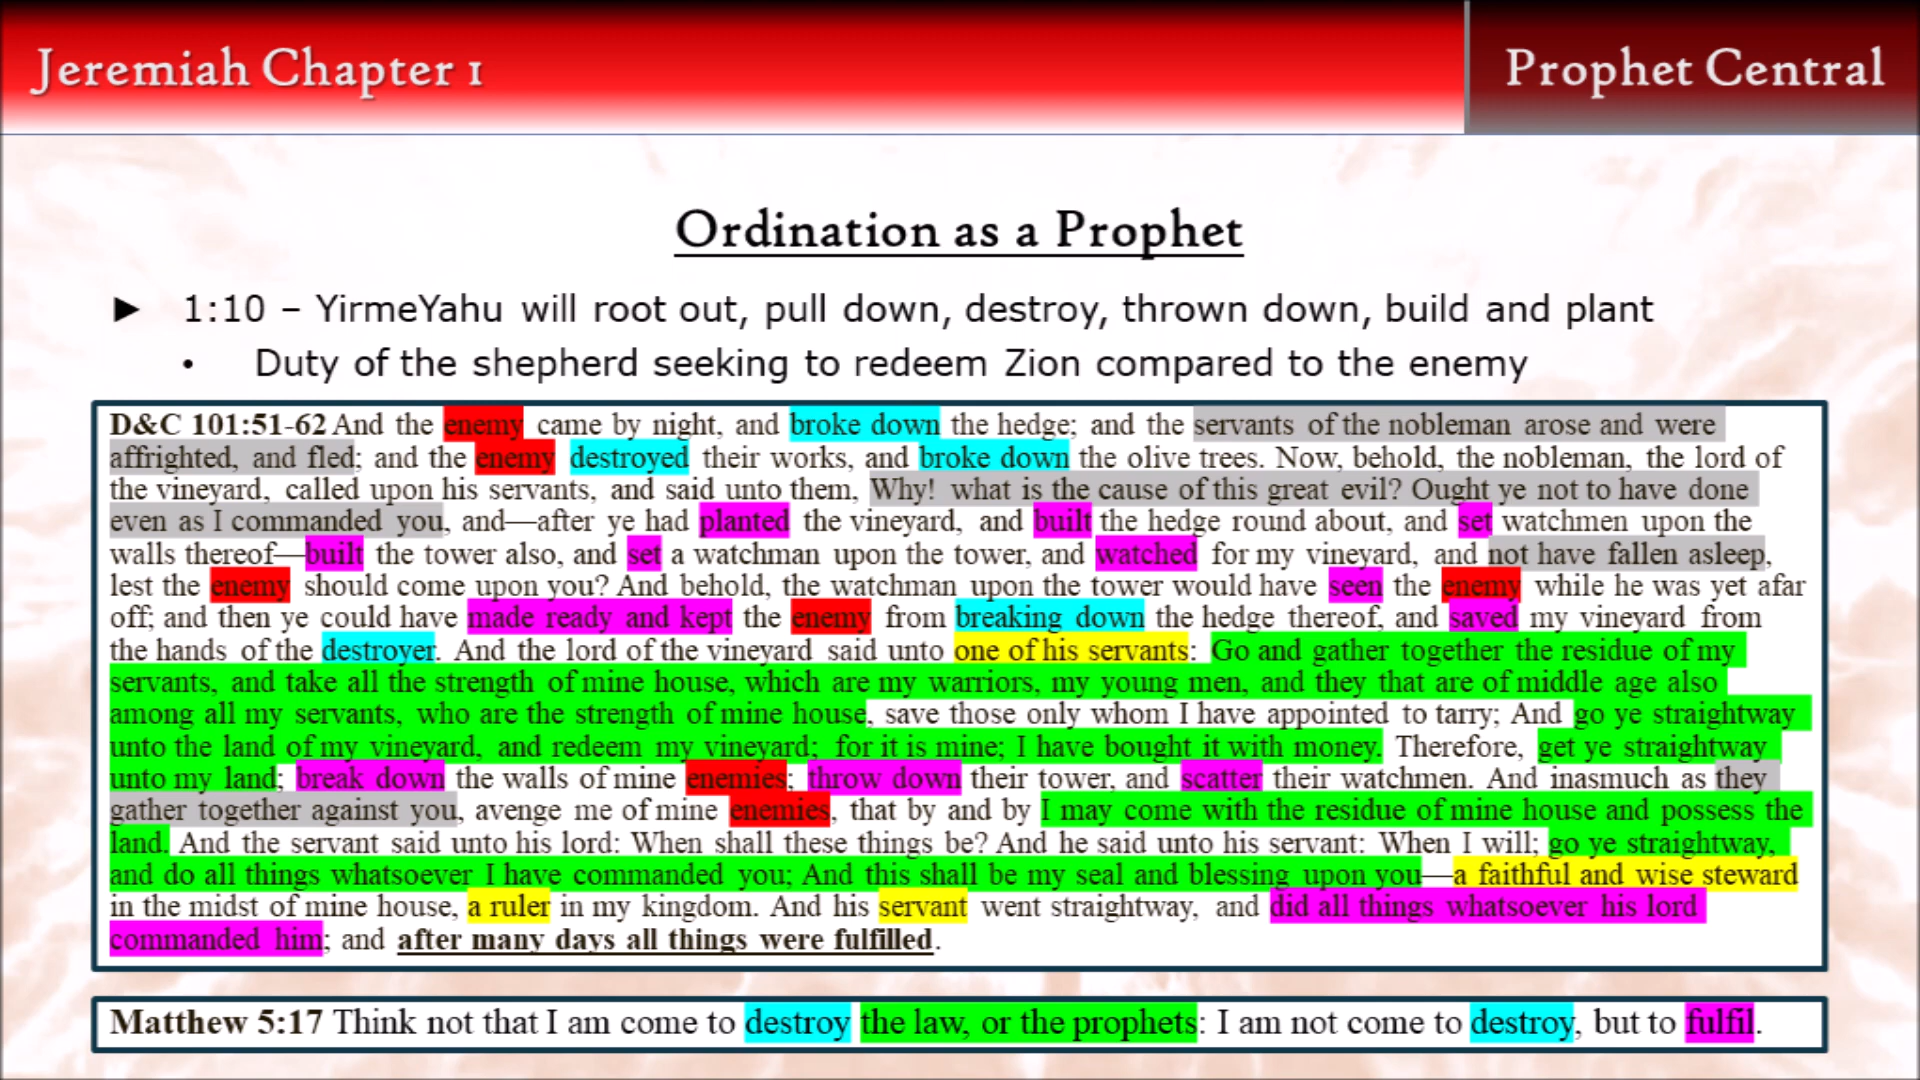 Jeremiah Chapter 1
Prophet Central
Ordination as a Prophet
► 1:10 – YirmeYahu will root out, pull down, destroy, thrown down, build and plant
• Duty of the shepherd seeking to redeem Zion compared to the enemy
D&C 101:51-62 And the enemy came by night, and broke down the hedge; and the servants of the nobleman arose and were
affrighted, and fled; and the enemy destroyed their works, and broke down the olive trees. Now, behold, the nobleman, the lord of
the vineyard, called upon his servants, and said unto them, Why! what is the cause of this great evil? Ought ye not to have done
even as I commanded you, and—after ye had planted the vineyard, and built the hedge round about, and set watchmen upon the
walls thereof—built the tower also, and set a watchman upon the tower, and watched for my vineyard, and not have fallen asleep,
lest the enemy should come upon you? And behold, the watchman upon the tower would have seen the enemy while he was yet afar
off; and then ye could have made ready and kept the enemy from breaking down the hedge thereof, and saved my vineyard from
the hands of the destroyer. And the lord of the vineyard said unto one of his servants: Go and gather together the residue of my
servants, and take all the strength of mine house, which are my warriors, my young men, and they that are of middle age also
among all my servants, who are the strength of mine house, save those only whom I have appointed to tarry; And go ye straightway
unto the land of my vineyard, and redeem my vineyard; for it is mine; I have bought it with money. Therefore, get ye straightway
unto my land; break down the walls of mine enemies; throw down their tower, and scatter their watchmen. And inasmuch as they
gather together against you, avenge me of mine enemies, that by and by I may come with the residue of mine house and possess the
land. And the servant said unto his lord: When shall these things be? And he said unto his servant: When I will; go ye straightway,
and do all things whatsoever I have commanded you; And this shall be my seal and blessing upon you—a faithful and wise steward
in the midst of mine house, a ruler in my kingdom. And his servant went straightway, and did all things whatsoever his lord
commanded him; and after many days all things were fulfilled.
Matthew 5:17 Think not that I am come to destroy the law, or the prophets: I am not come to destroy, but to fulfil.